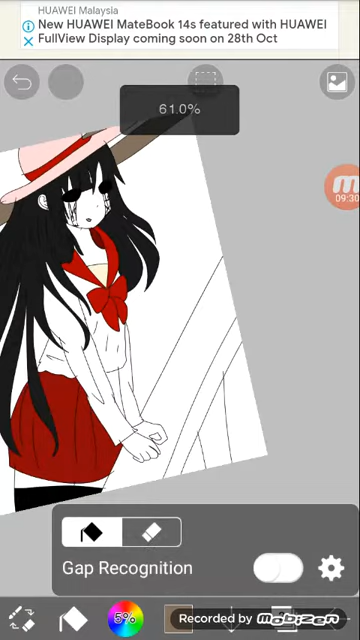 HUAWEI Malaysia
New HUAWEI MateBook 14s featured with HUAWEI
FullView Display coming soon on 28th Oct
61.0%
09:30
Gap Recognition
5%
Recorded by mobizen